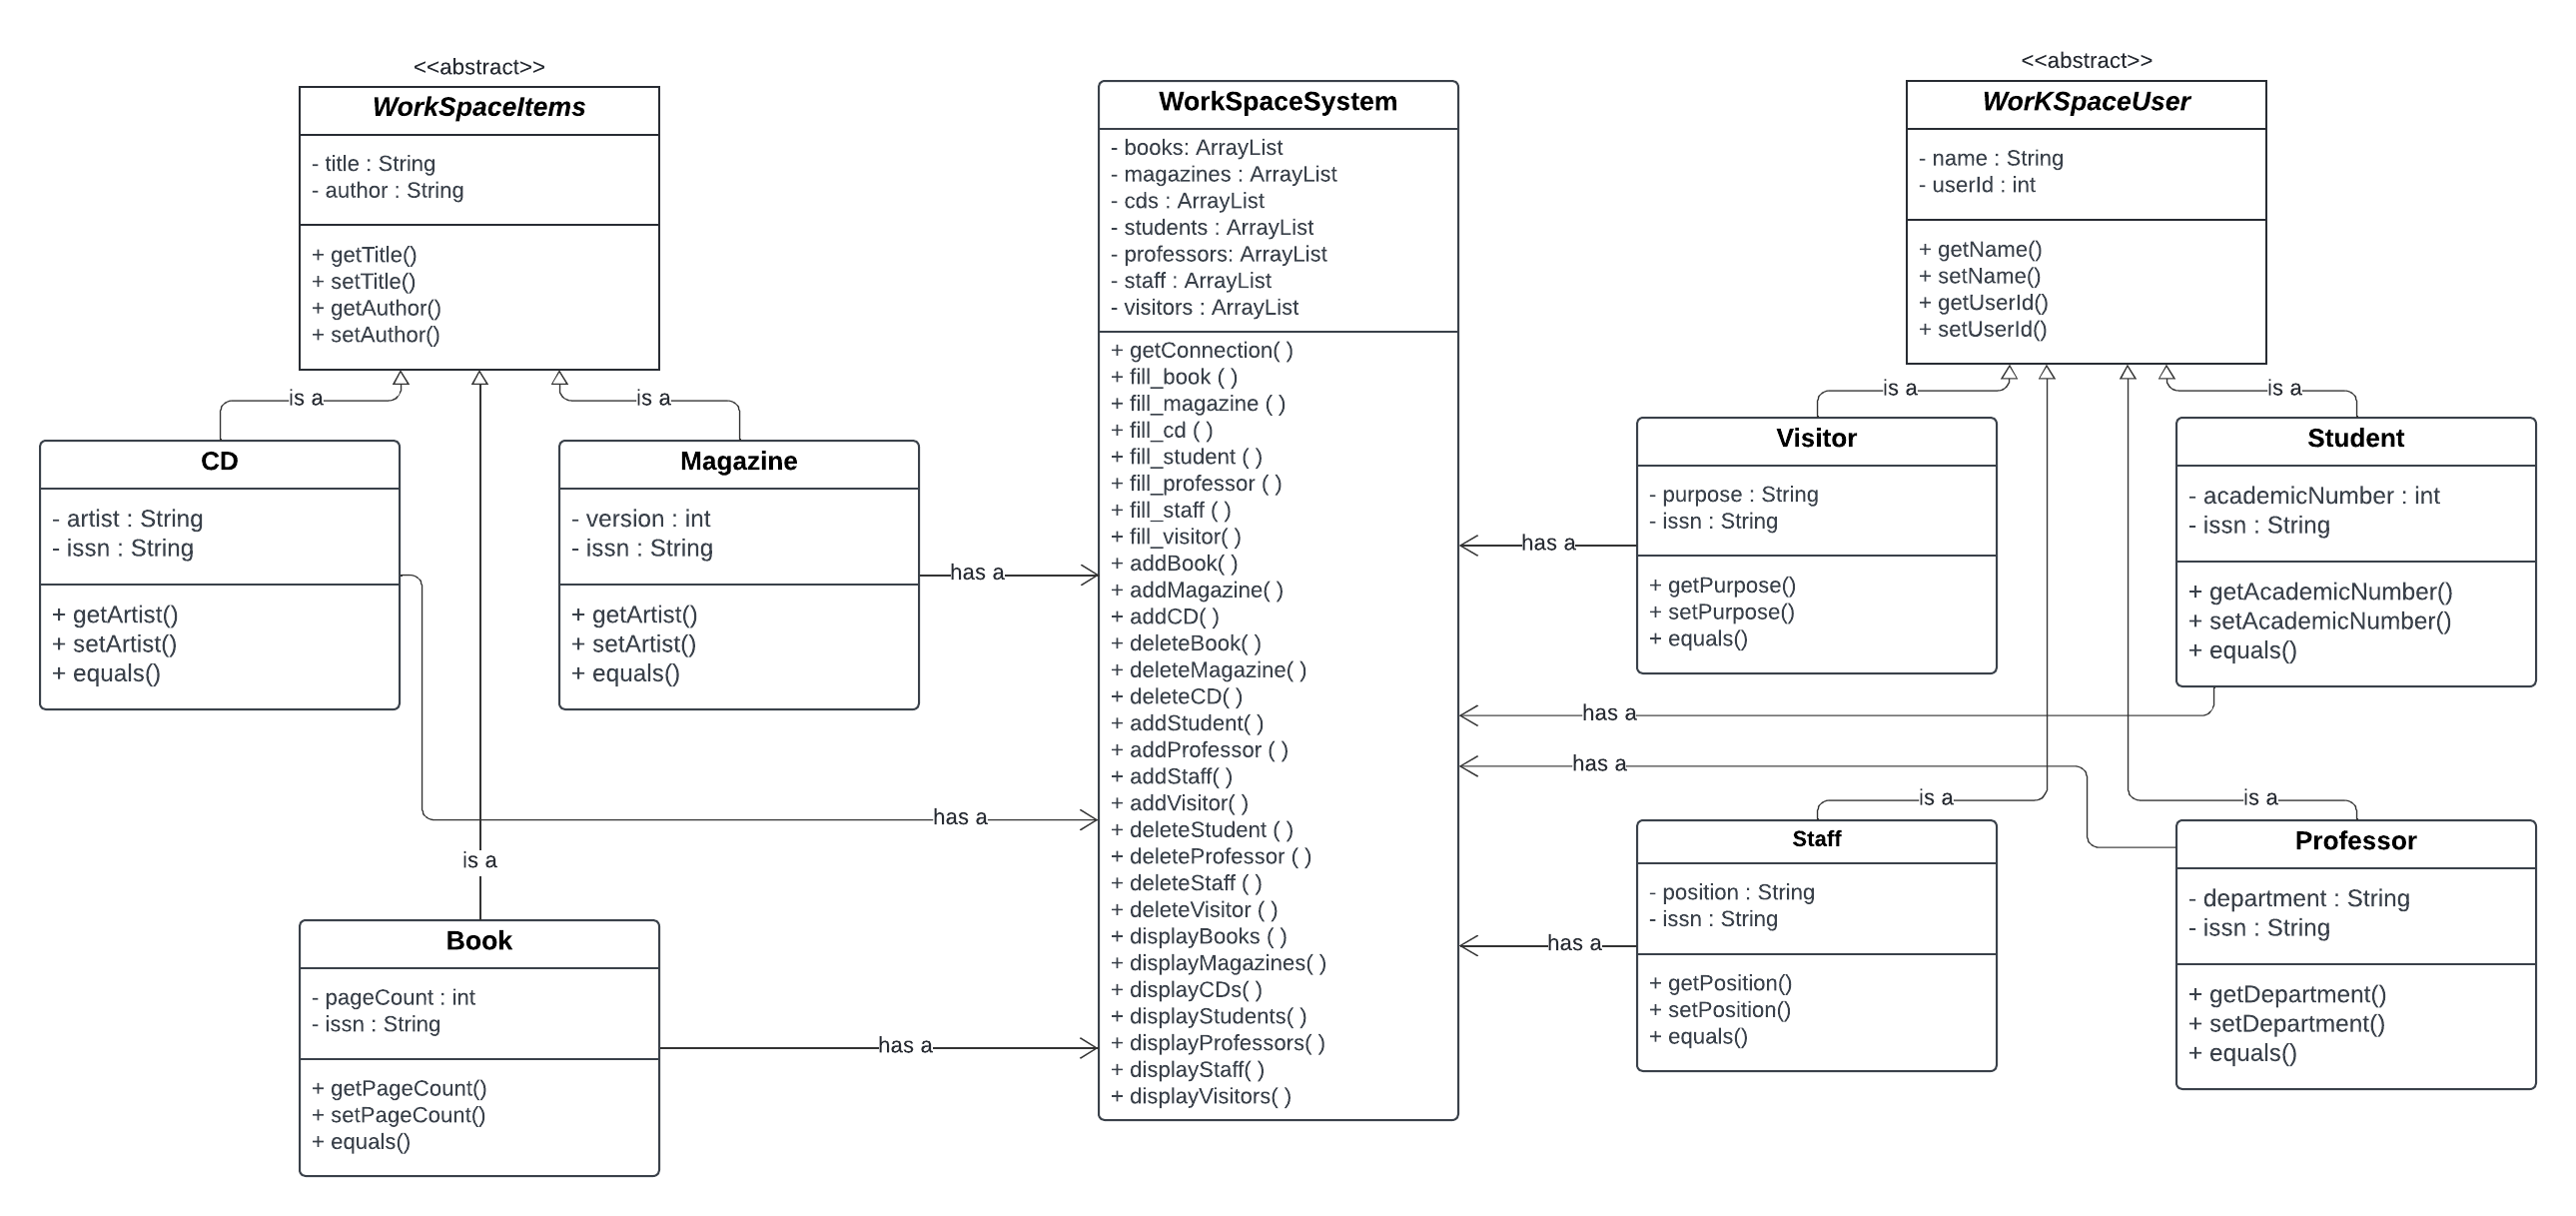 <<abstract>>
WorkSpaceItems
- title : String
- author : String
+ getTitle()
+ setTitle()
+ getAuthor()
+ setAuthor()
is a
is a
CD
- artist : String
- issn : String
+ getArtist()
+ setArtist()
+ equals()
Magazine
- version : int
- issn : String
+ getArtist()
+ setArtist()
+ equals()
has a
has a
is a
Book
- pageCount : int
- issn : String
+ getPageCount()
+ setPageCount()
+ equals()
has a
WorkSpaceSystem
- books: ArrayList
- magazines : ArrayList
- cds : ArrayList
- students : ArrayList
- professors: ArrayList
- staff : ArrayList
- visitors : ArrayList
+ getConnection( )
+ fill_book ( )
+ fill_magazine ( )
+ fill_cd ( )
+ fill_student ( )
+ fill_professor ( )
+ fill_staff ( )
+ fill_visitor( )
+ addBook( )
+ addMagazine( )
+ addCD( )
+ deleteBook( )
+ deleteMagazine( )
+ deleteCD( )
+ addStudent( )
+ addProfessor ( )
+ addStaff( )
+ addVisitor( )
+ deleteStudent ( )
+ deleteProfessor ( )
+ deleteStaff ( )
+ deleteVisitor ( )
+ displayBooks ( )
+ displayMagazines( )
+ displayCDs( )
+ displayStudents( )
+ displayProfessors( )
+ displayStaff( )
+ displayVisitors( )
<<abstract>>
WorKSpaceUser
- name : String
- userId : int
+ getName()
+ setName()
+ getUserId()
+ setUserId()
is a
is a
Visitor
- purpose : String
- issn : String
+ getPurpose()
+ setPurpose()
+ equals()
has a
Student
- academicNumber : int
- issn : String
+ getAcademicNumber()
+ setAcademicNumber()
+ equals()
has a
has a
is a
is a
Staff
- position : String
- issn : String
+ getPosition()
+ setPosition()
+ equals()
has a
Professor
- department : String
- issn : String
+ getDepartment()
+ setDepartment()
+ equals()